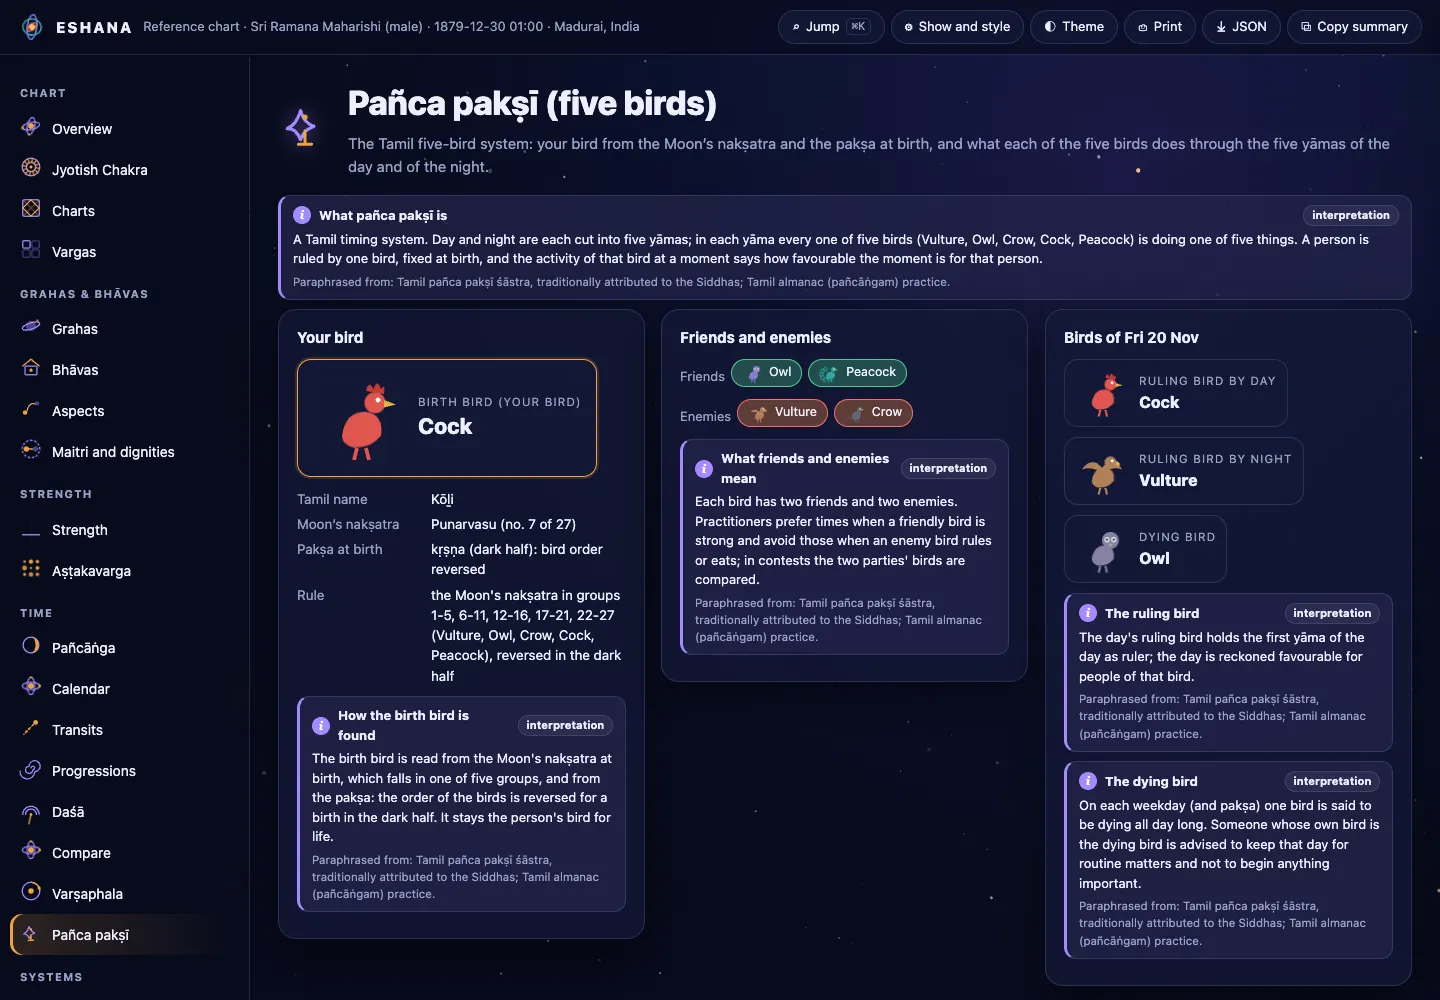 ESHANA
Reference chart · Sri Ramana Maharishi (male) · 1879-12-30 01:00 · Madurai, India
Jump ⌘K
Show and style
Theme
Print
JSON
Copy summary
CHART
Overview
Jyotish Chakra
Charts
Vargas
GRAHAS & BHĀVAS
Grahas
Bhāvas
Aspects
Maitri and dignities
STRENGTH
Strength
Aṣṭakavarga
TIME
Pañcāṅga
Calendar
Transits
Progressions
Daśā
Compare
Varṣaphala
Pañca pakṣī
SYSTEMS
Pañca pakṣī (five birds)
The Tamil five-bird system: your bird from the Moon’s nakṣatra and the pakṣa at birth, and what each of the five birds does through the five yāmas of the
day and of the night.
What pañca pakṣī is
interpretation
A Tamil timing system. Day and night are each cut into five yāmas; in each yāma every one of five birds (Vulture, Owl, Crow, Cock, Peacock) is doing one of five things. A person is
ruled by one bird, fixed at birth, and the activity of that bird at a moment says how favourable the moment is for that person.
Paraphrased from: Tamil pañca pakṣī śāstra, traditionally attributed to the Siddhas; Tamil almanac (pañcāṅgam) practice.
Your bird
BIRTH BIRD (YOUR BIRD)
Cock
Tamil name Kōḻi
Moon’s nakṣatra Punarvasu (no. 7 of 27)
Pakṣa at birth kṛṣṇa (dark half): bird order
reversed
Rule the Moon's nakṣatra in groups
1-5, 6-11, 12-16, 17-21, 22-27
(Vulture, Owl, Crow, Cock,
Peacock), reversed in the dark
half
How the birth bird is
found
interpretation
The birth bird is read from the Moon's nakṣatra at
birth, which falls in one of five groups, and from
the pakṣa: the order of the birds is reversed for a
birth in the dark half. It stays the person's bird for
life.
Paraphrased from: Tamil pañca pakṣī śāstra,
traditionally attributed to the Siddhas; Tamil almanac
(pañcāṅgam) practice.
Friends and enemies
Friends Owl Peacock
Enemies Vulture Crow
What friends and enemies
mean
interpretation
Each bird has two friends and two enemies.
Practitioners prefer times when a friendly bird is
strong and avoid those when an enemy bird rules
or eats; in contests the two parties' birds are
compared.
Paraphrased from: Tamil pañca pakṣī śāstra,
traditionally attributed to the Siddhas; Tamil almanac
(pañcāṅgam) practice.
Birds of Fri 20 Nov
RULING BIRD BY DAY
Cock
RULING BIRD BY NIGHT
Vulture
DYING BIRD
Owl
The ruling bird
interpretation
The day's ruling bird holds the first yāma of the
day as ruler; the day is reckoned favourable for
people of that bird.
Paraphrased from: Tamil pañca pakṣī śāstra,
traditionally attributed to the Siddhas; Tamil almanac
(pañcāṅgam) practice.
The dying bird
interpretation
On each weekday (and pakṣa) one bird is said to
be dying all day long. Someone whose own bird is
the dying bird is advised to keep that day for
routine matters and not to begin anything
important.
Paraphrased from: Tamil pañca pakṣī śāstra,
traditionally attributed to the Siddhas; Tamil almanac
(pañcāṅgam) practice.